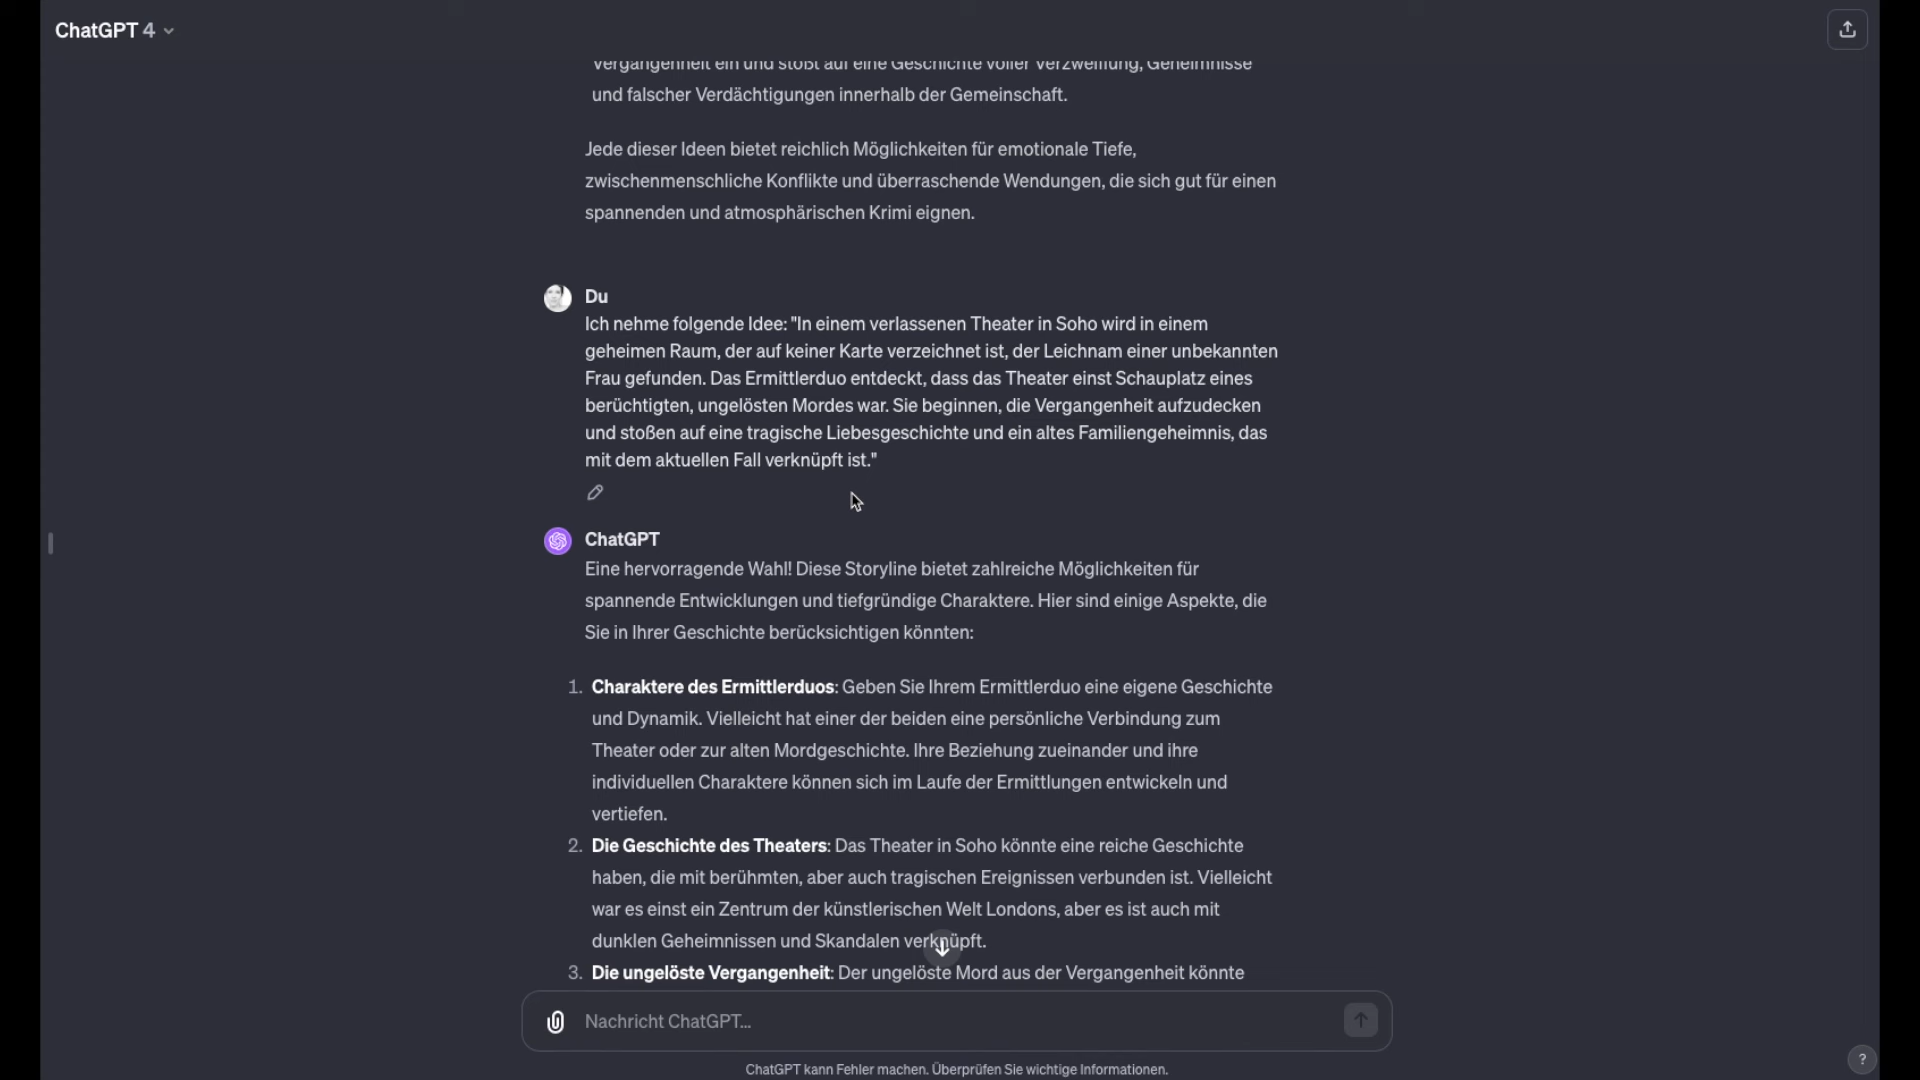 ChatGPT 4
Vergangenheit ein und stößt auf eine Geschichte voller Verzweiflung, Geheimnisse
und falscher Verdächtigungen innerhalb der Gemeinschaft.
Jede dieser Ideen bietet reichlich Möglichkeiten für emotionale Tiefe,
zwischenmenschliche Konflikte und überraschende Wendungen, die sich gut für einen
spannenden und atmosphärischen Krimi eignen.
Du
Ich nehme folgende Idee: "In einem verlassenen Theater in Soho wird in einem
geheimen Raum, der auf keiner Karte verzeichnet ist, der Leichnam einer unbekannten
Frau gefunden. Das Ermittlerduo entdeckt, dass das Theater einst Schauplatz eines
berüchtigten, ungelösten Mordes war. Sie beginnen, die Vergangenheit aufzudecken
und stoßen auf eine tragische Liebesgeschichte und ein altes Familiengeheimnis, das
mit dem aktuellen Fall verknüpft ist."
ChatGPT
Eine hervorragende Wahl! Diese Storyline bietet zahlreiche Möglichkeiten für
spannende Entwicklungen und tiefgründige Charaktere. Hier sind einige Aspekte, die
Sie in Ihrer Geschichte berücksichtigen könnten:
1. Charaktere des Ermittlerduos: Geben Sie Ihrem Ermittlerduo eine eigene Geschichte
und Dynamik. Vielleicht hat einer der beiden eine persönliche Verbindung zum
Theater oder zur alten Mordgeschichte. Ihre Beziehung zueinander und ihre
individuellen Charaktere können sich im Laufe der Ermittlungen entwickeln und
vertiefen.
2. Die Geschichte des Theaters: Das Theater in Soho könnte eine reiche Geschichte
haben, die mit berühmten, aber auch tragischen Ereignissen verbunden ist. Vielleicht
war es einst ein Zentrum der künstlerischen Welt Londons, aber es ist auch mit
dunklen Geheimnissen und Skandalen verknüpft.
3. Die ungelöste Vergangenheit: Der ungelöste Mord aus der Vergangenheit könnte
Nachricht ChatGPT...
ChatGPT kann Fehler machen. Überprüfen Sie wichtige Informationen.
?